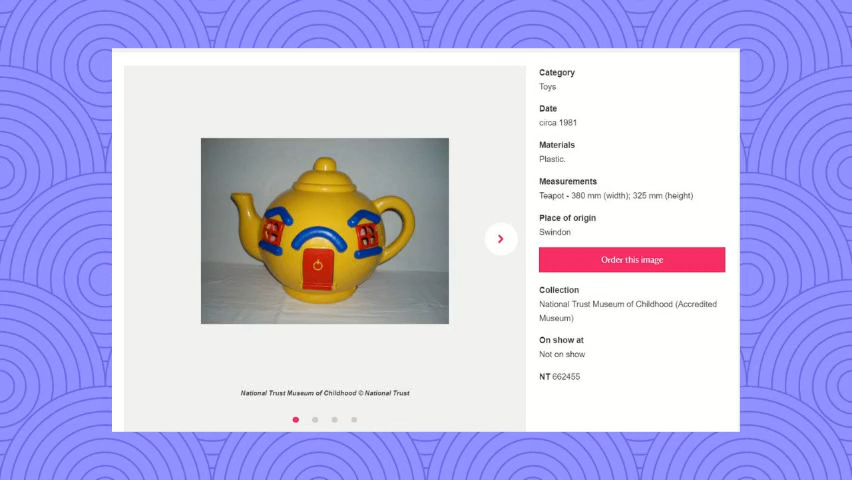 Category
Toys
Date
circa 1981
Materials
Plastic.
Measurements
Teapot - 380 mm (width); 325 mm (height)
Place of origin
Swindon
Order this image
Collection
National Trust Museum of Childhood (Accredited
Museum)
On show at
Not on show
NT 662455
National Trust Museum of Childhood © National Trust